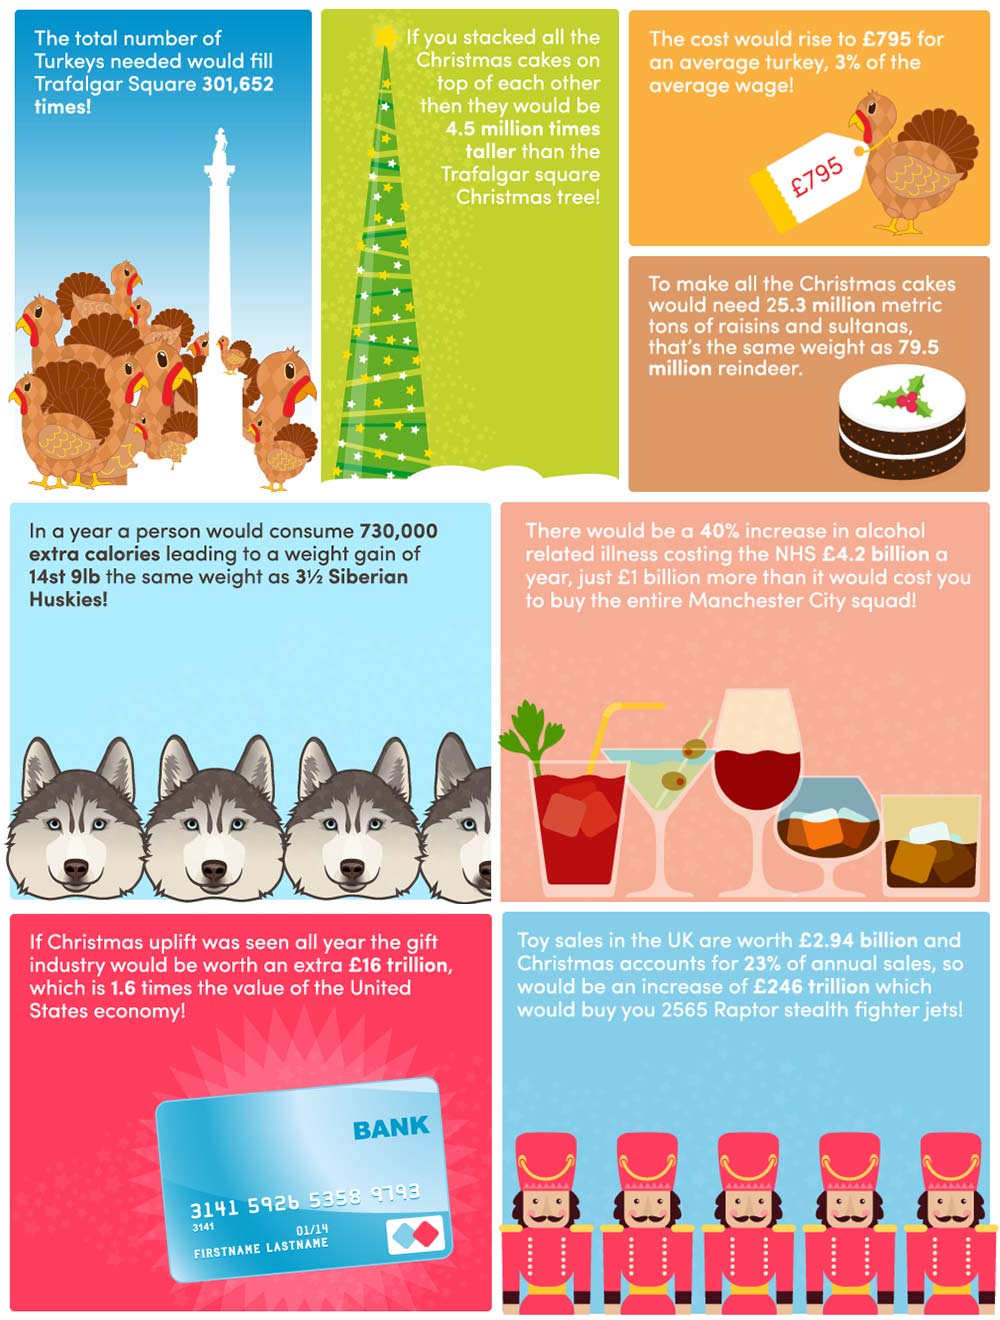 The total number of
Turkeys needed would fill
Trafalgar Square 301,652
times!
If you stacked all the
Christmas cakes on
top of each other
then they would be
4.5 million times
taller than the
Trafalgar square
Christmas tree!
The cost would rise to £795 for
an average turkey, 3% of the
average wage!
£795
To make all the Christmas cakes
would need 25.3 million metric
tons of raisins and sultanas,
that's the same weight as 79.5
million reindeer.
In a year a person would consume 730,000
extra calories leading to a weight gain of
14st 9lb the same weight as 3½ Siberian
Huskies!
There would be a 40% increase in alcohol
related illness costing the NHS £4.2 billion a
year, just £1 billion more than it would cost you
to buy the entire Manchester City squad!
If Christmas uplift was seen all year the gift
industry would be worth an extra £16 trillion,
which is 1.6 times the value of the United
States economy!
BANK
3141 5926 5358 9793
3141
01/14
FIRSTNAME LASTNAME
Toy sales in the UK are worth £2.94 billion and
Christmas accounts for 23% of annual sales, so
would be an increase of £246 trillion which
would buy you 2565 Raptor stealth fighter jets!